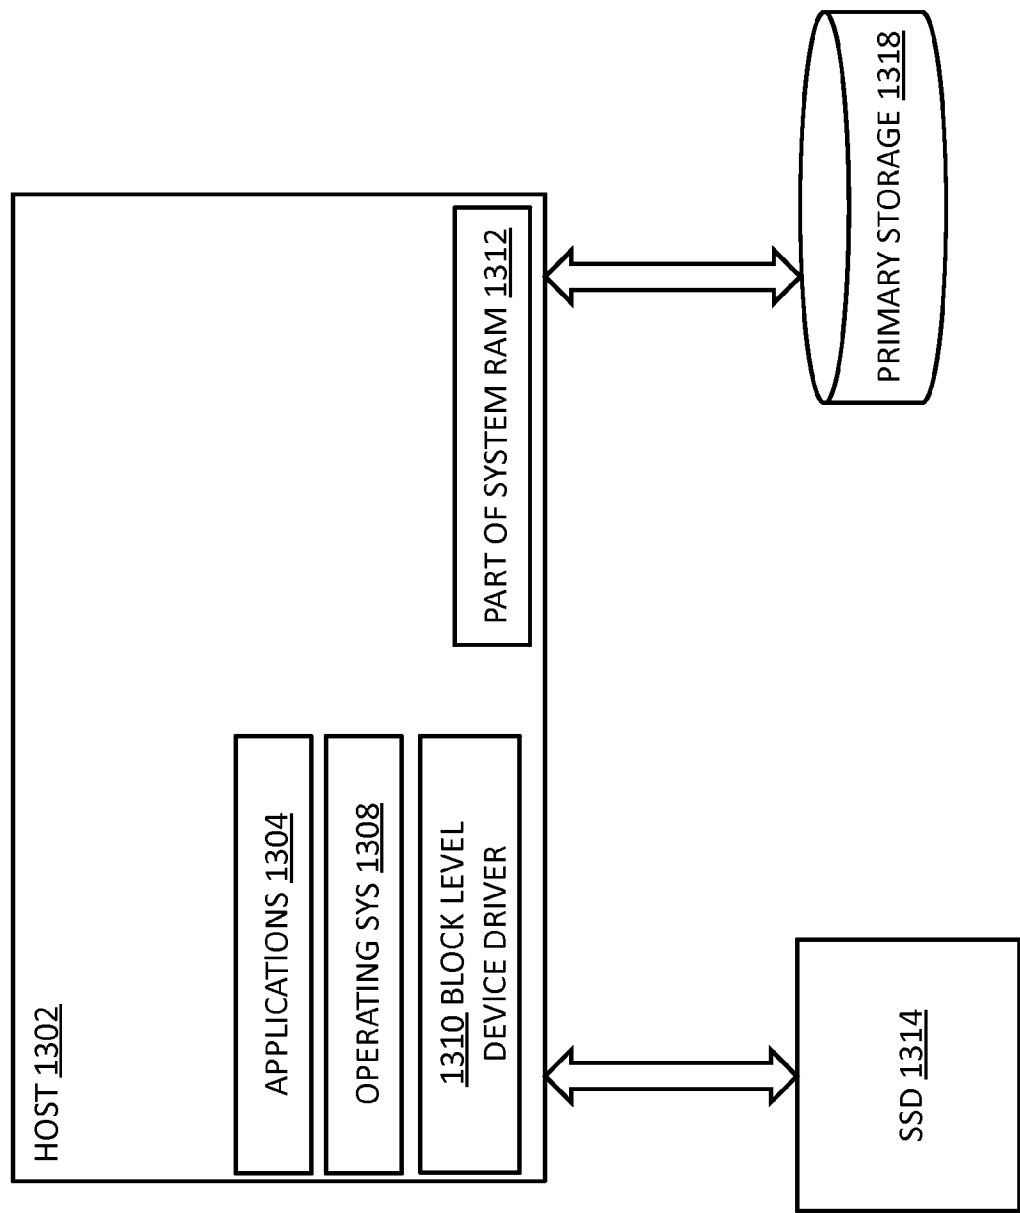 HOST 1302
APPLICATIONS 1304
OPERATING SYS 1308
1310 BLOCK LEVEL
DEVICE DRIVER
PART OF SYSTEM RAM 1312
SSD 1314
PRIMARY STORAGE 1318